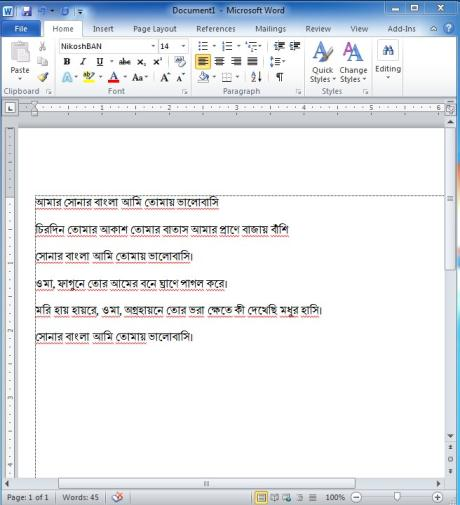 Document1 - Microsoft Word
File Home Insert Page Layout References Mailings Review View Add-Ins
Paste
NikoshBAN 14
Quick Styles Change Styles Editing
Clipboard Font Paragraph Styles
আমার সোনার বাংলা আমি তোমায় ভালোবাসি
চিরদিন তোমার আকাশ তোমার বাতাস আমার প্রাণে বাজায় বাঁশি
সোনার বাংলা আমি তোমায় ভালোবাসি।
ওমা, ফাগুনে তোর আমের বনে ঘ্রাণে পাগল করে।
মরি হায় হায়রে, ওমা, অগ্রহায়নে তোর ভরা ক্ষেতে কী দেখেছি মধুর হাসি।
সোনার বাংলা আমি তোমায় ভালোবাসি।
Page: 1 of 1 Words: 45 100%